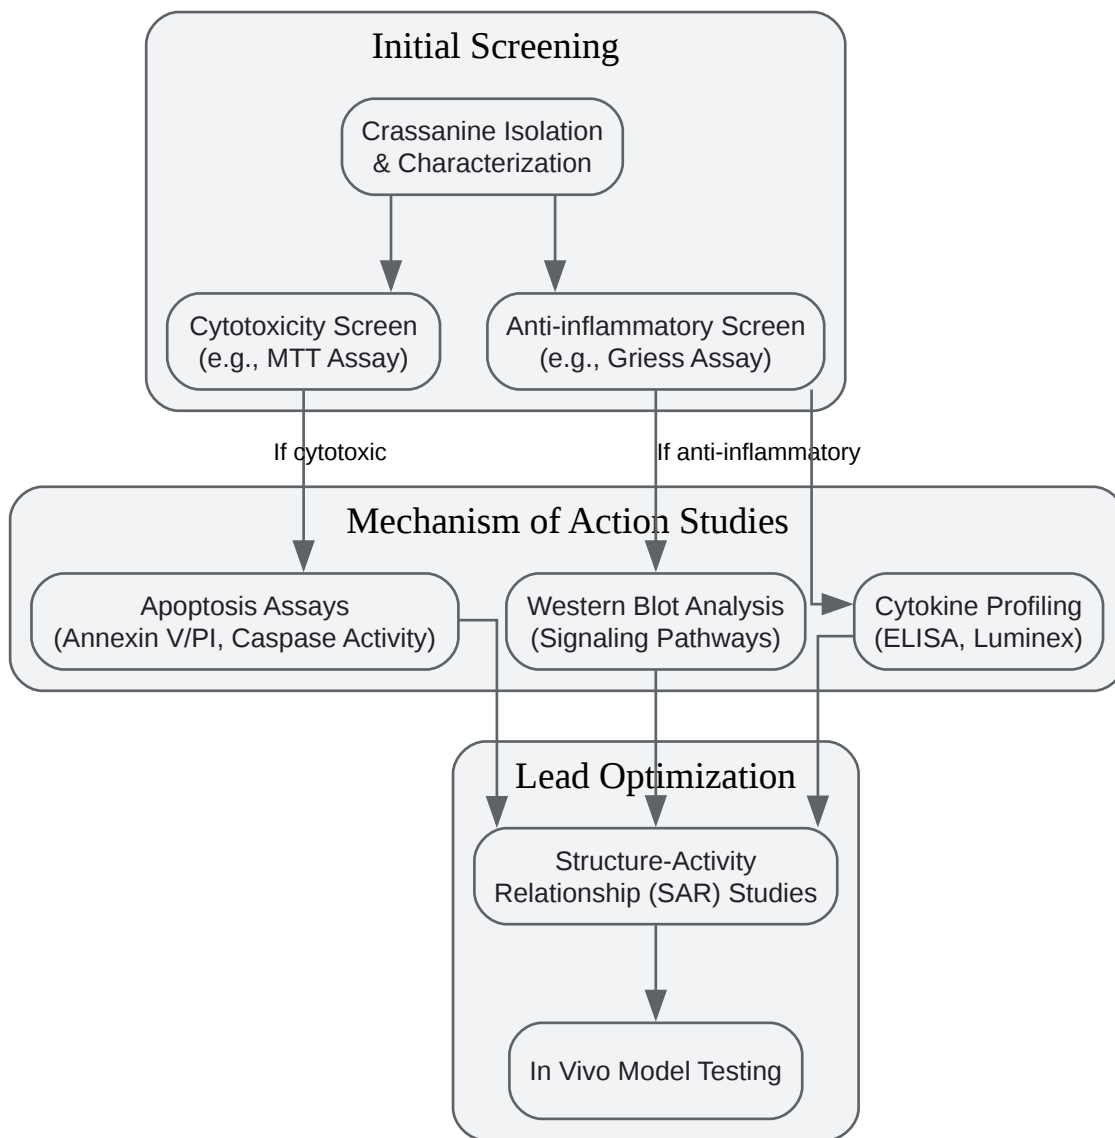 Initial Screening
Crassanine Isolation
& Characterization
Cytotoxicity Screen
(e.g., MTT Assay)
Anti-inflammatory Screen
(e.g., Griess Assay)
If cytotoxic
If anti-inflammatory
Mechanism of Action Studies
Apoptosis Assays
(Annexin V/PI, Caspase Activity)
Western Blot Analysis
(Signaling Pathways)
Cytokine Profiling
(ELISA, Luminex)
Lead Optimization
Structure-Activity
Relationship (SAR) Studies
In Vivo Model Testing